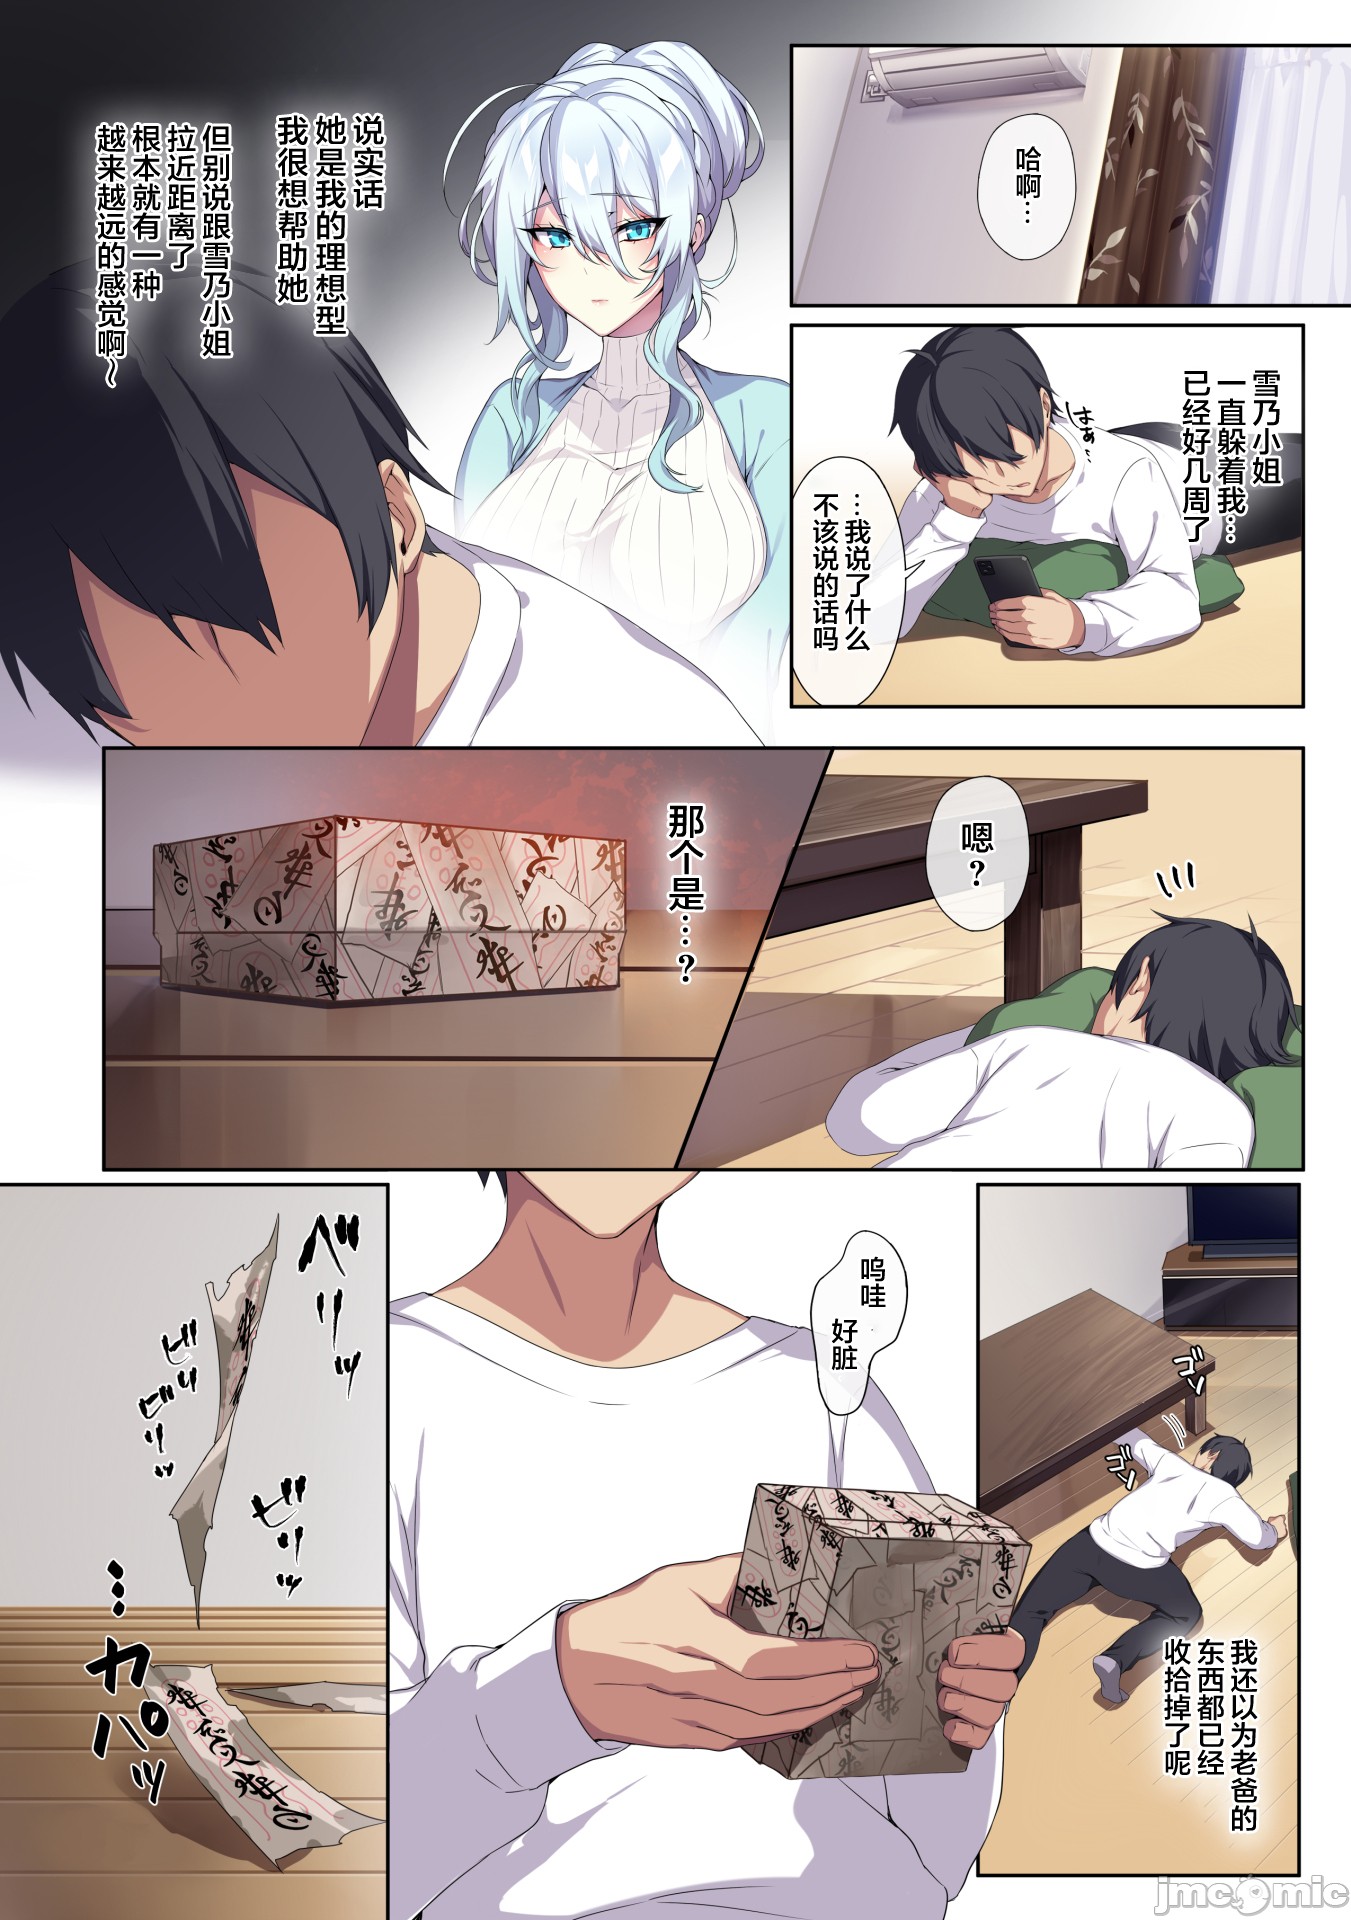 哈啊…
雪乃小姐
一直躲着我…
已经好几周了
はぁ…
…我说了什么
不该说的话吗
说实话
她是我的理想型
我很想帮助她
但别说跟雪乃小姐
拉近距离了
根本就有一种
越来越远的感觉啊~
嗯?
那个是…?
ゴソ
ゴソ
我还以为老爸的
东西都已经
收拾掉了呢
呜哇
好脏
ベリッ
ビリビリッ
ビリッ
…カパッ
jmcomic